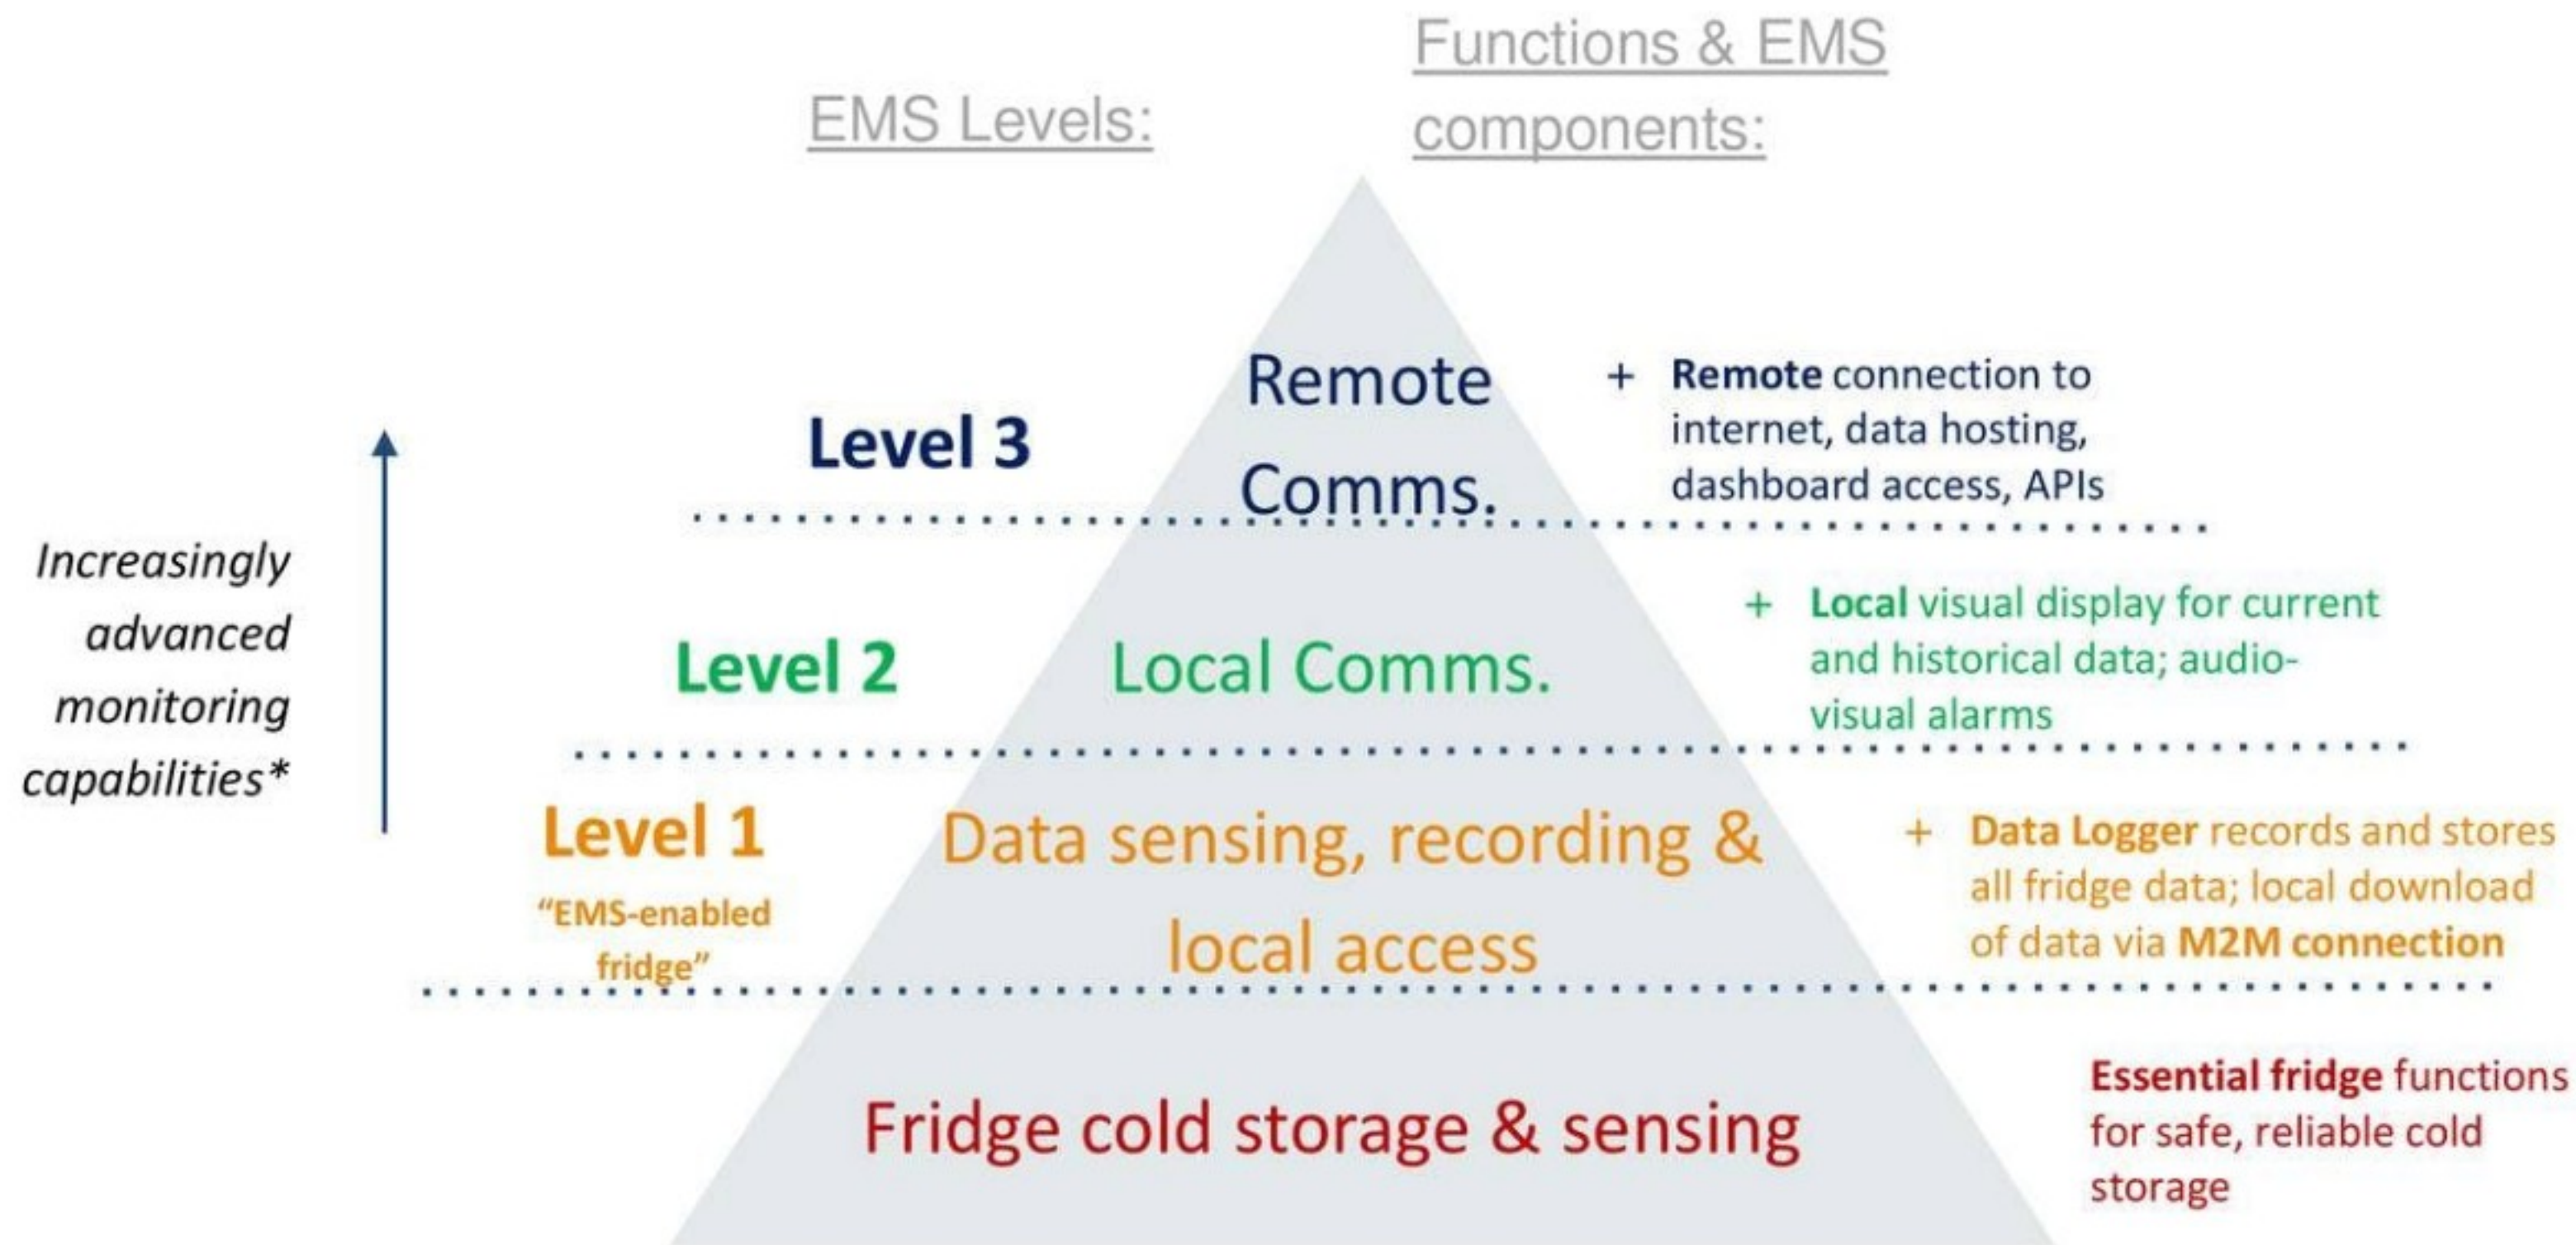 Functions & EMS
components:
EMS Levels:
Increasingly
advanced
monitoring
capabilities*
Level 3
Remote
Comms.
+ Remote connection to
internet, data hosting,
dashboard access, APIs
Level 2
Local Comms.
+ Local visual display for current
and historical data; audio-
visual alarms
Level 1
“EMS-enabled
fridge”
Data sensing, recording &
local access
+ Data Logger records and stores
all fridge data; local download
of data via M2M connection
Fridge cold storage & sensing
Essential fridge functions
for safe, reliable cold
storage